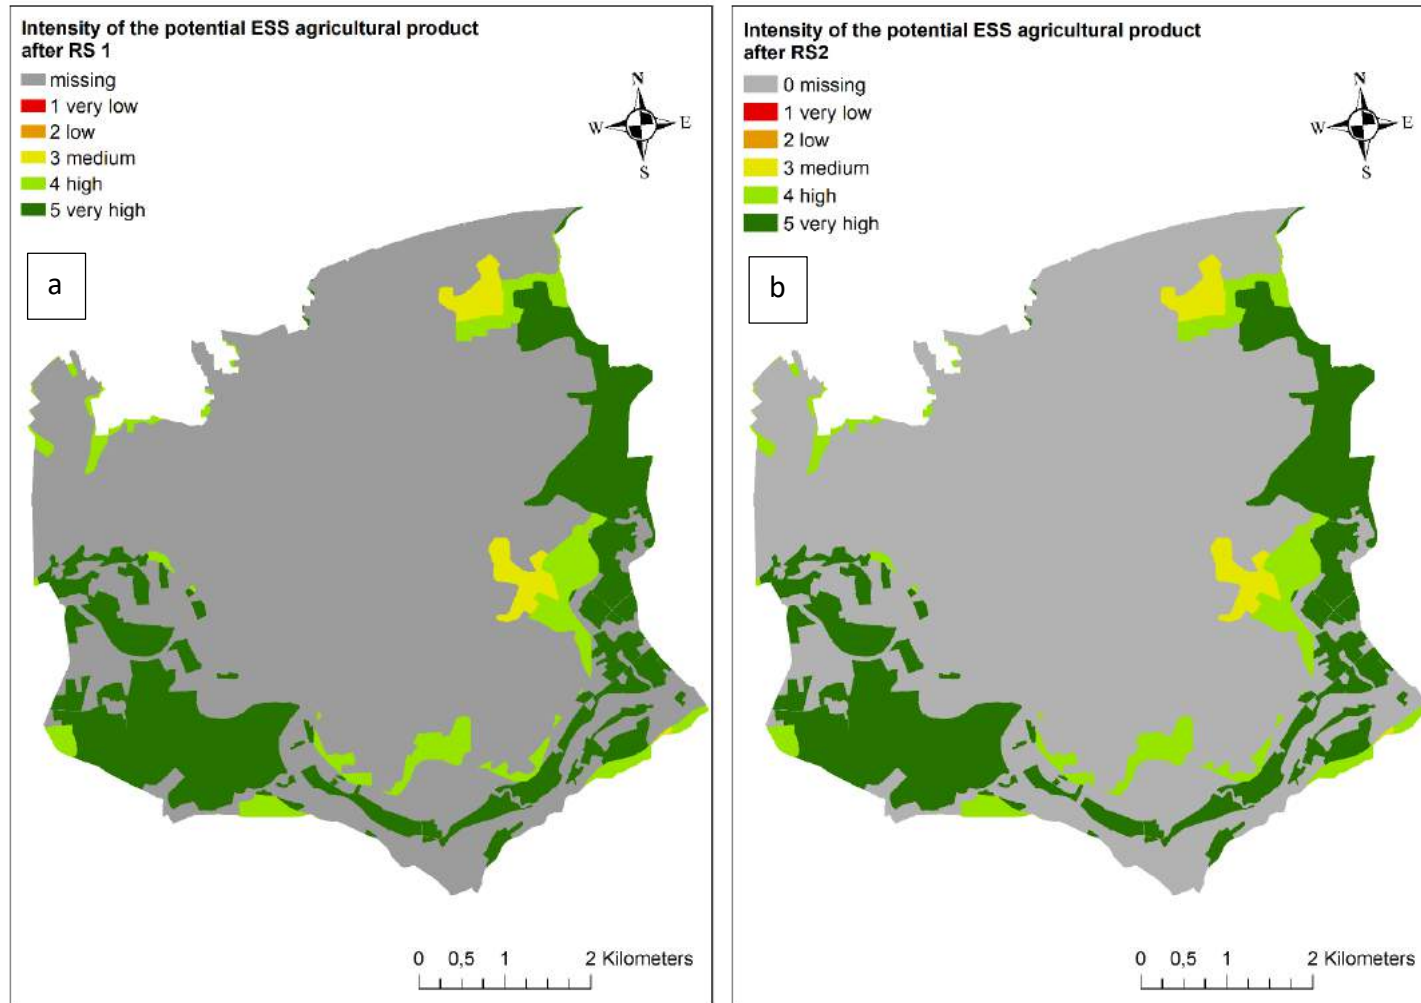 Intensity of the potential ESS agricultural product
after RS 1
missing
1 very low
2 low
3 medium
4 high
5 very high
N
W
E
S
a
0 0,5 1 2 Kilometers
Intensity of the potential ESS agricultural product
after RS2
0 missing
1 very low
2 low
3 medium
4 high
5 very high
N
W
E
S
b
0 0,5 1 2 Kilometers